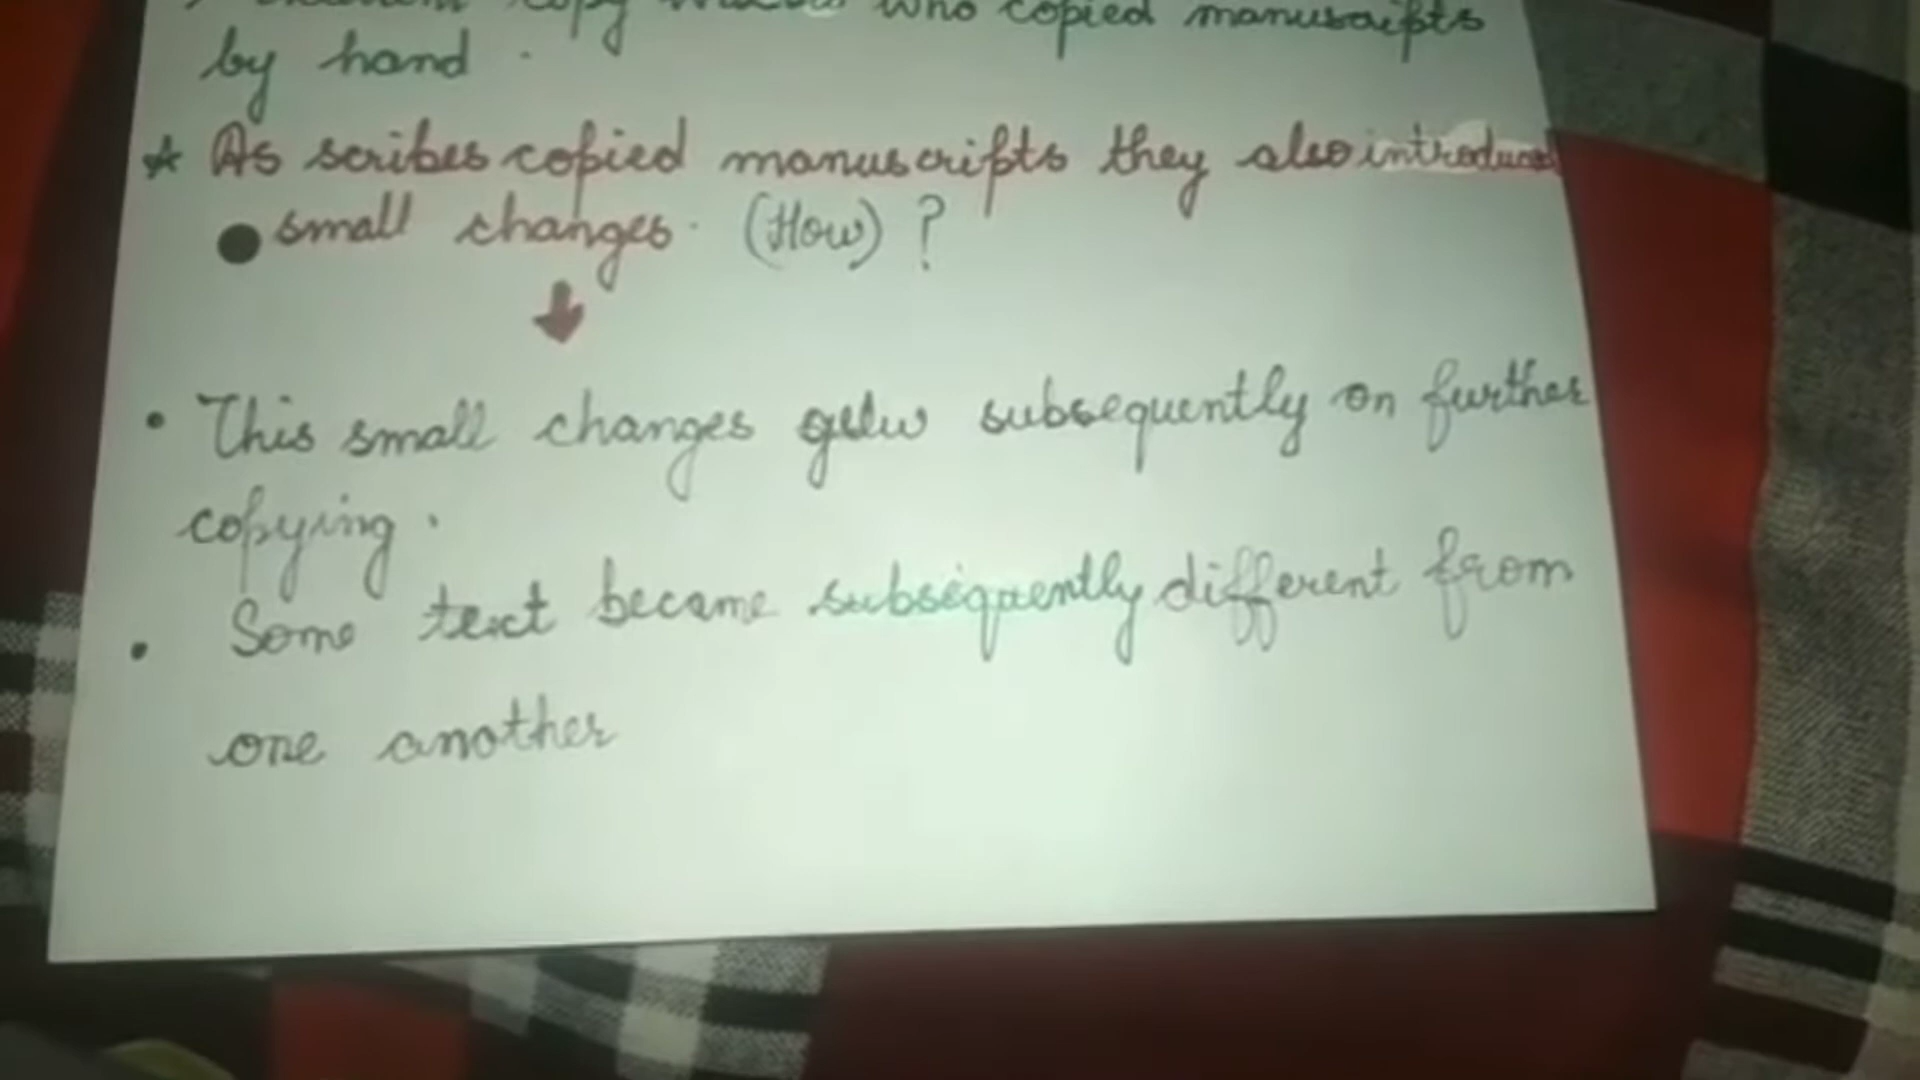 copy who copied manuscripts
by hand.
★ As scribes copied manuscripts they also introduced
● small changes. (How) ?
• This small changes grew subsequently on further
copying.
• Some text became subsequently different from
one another